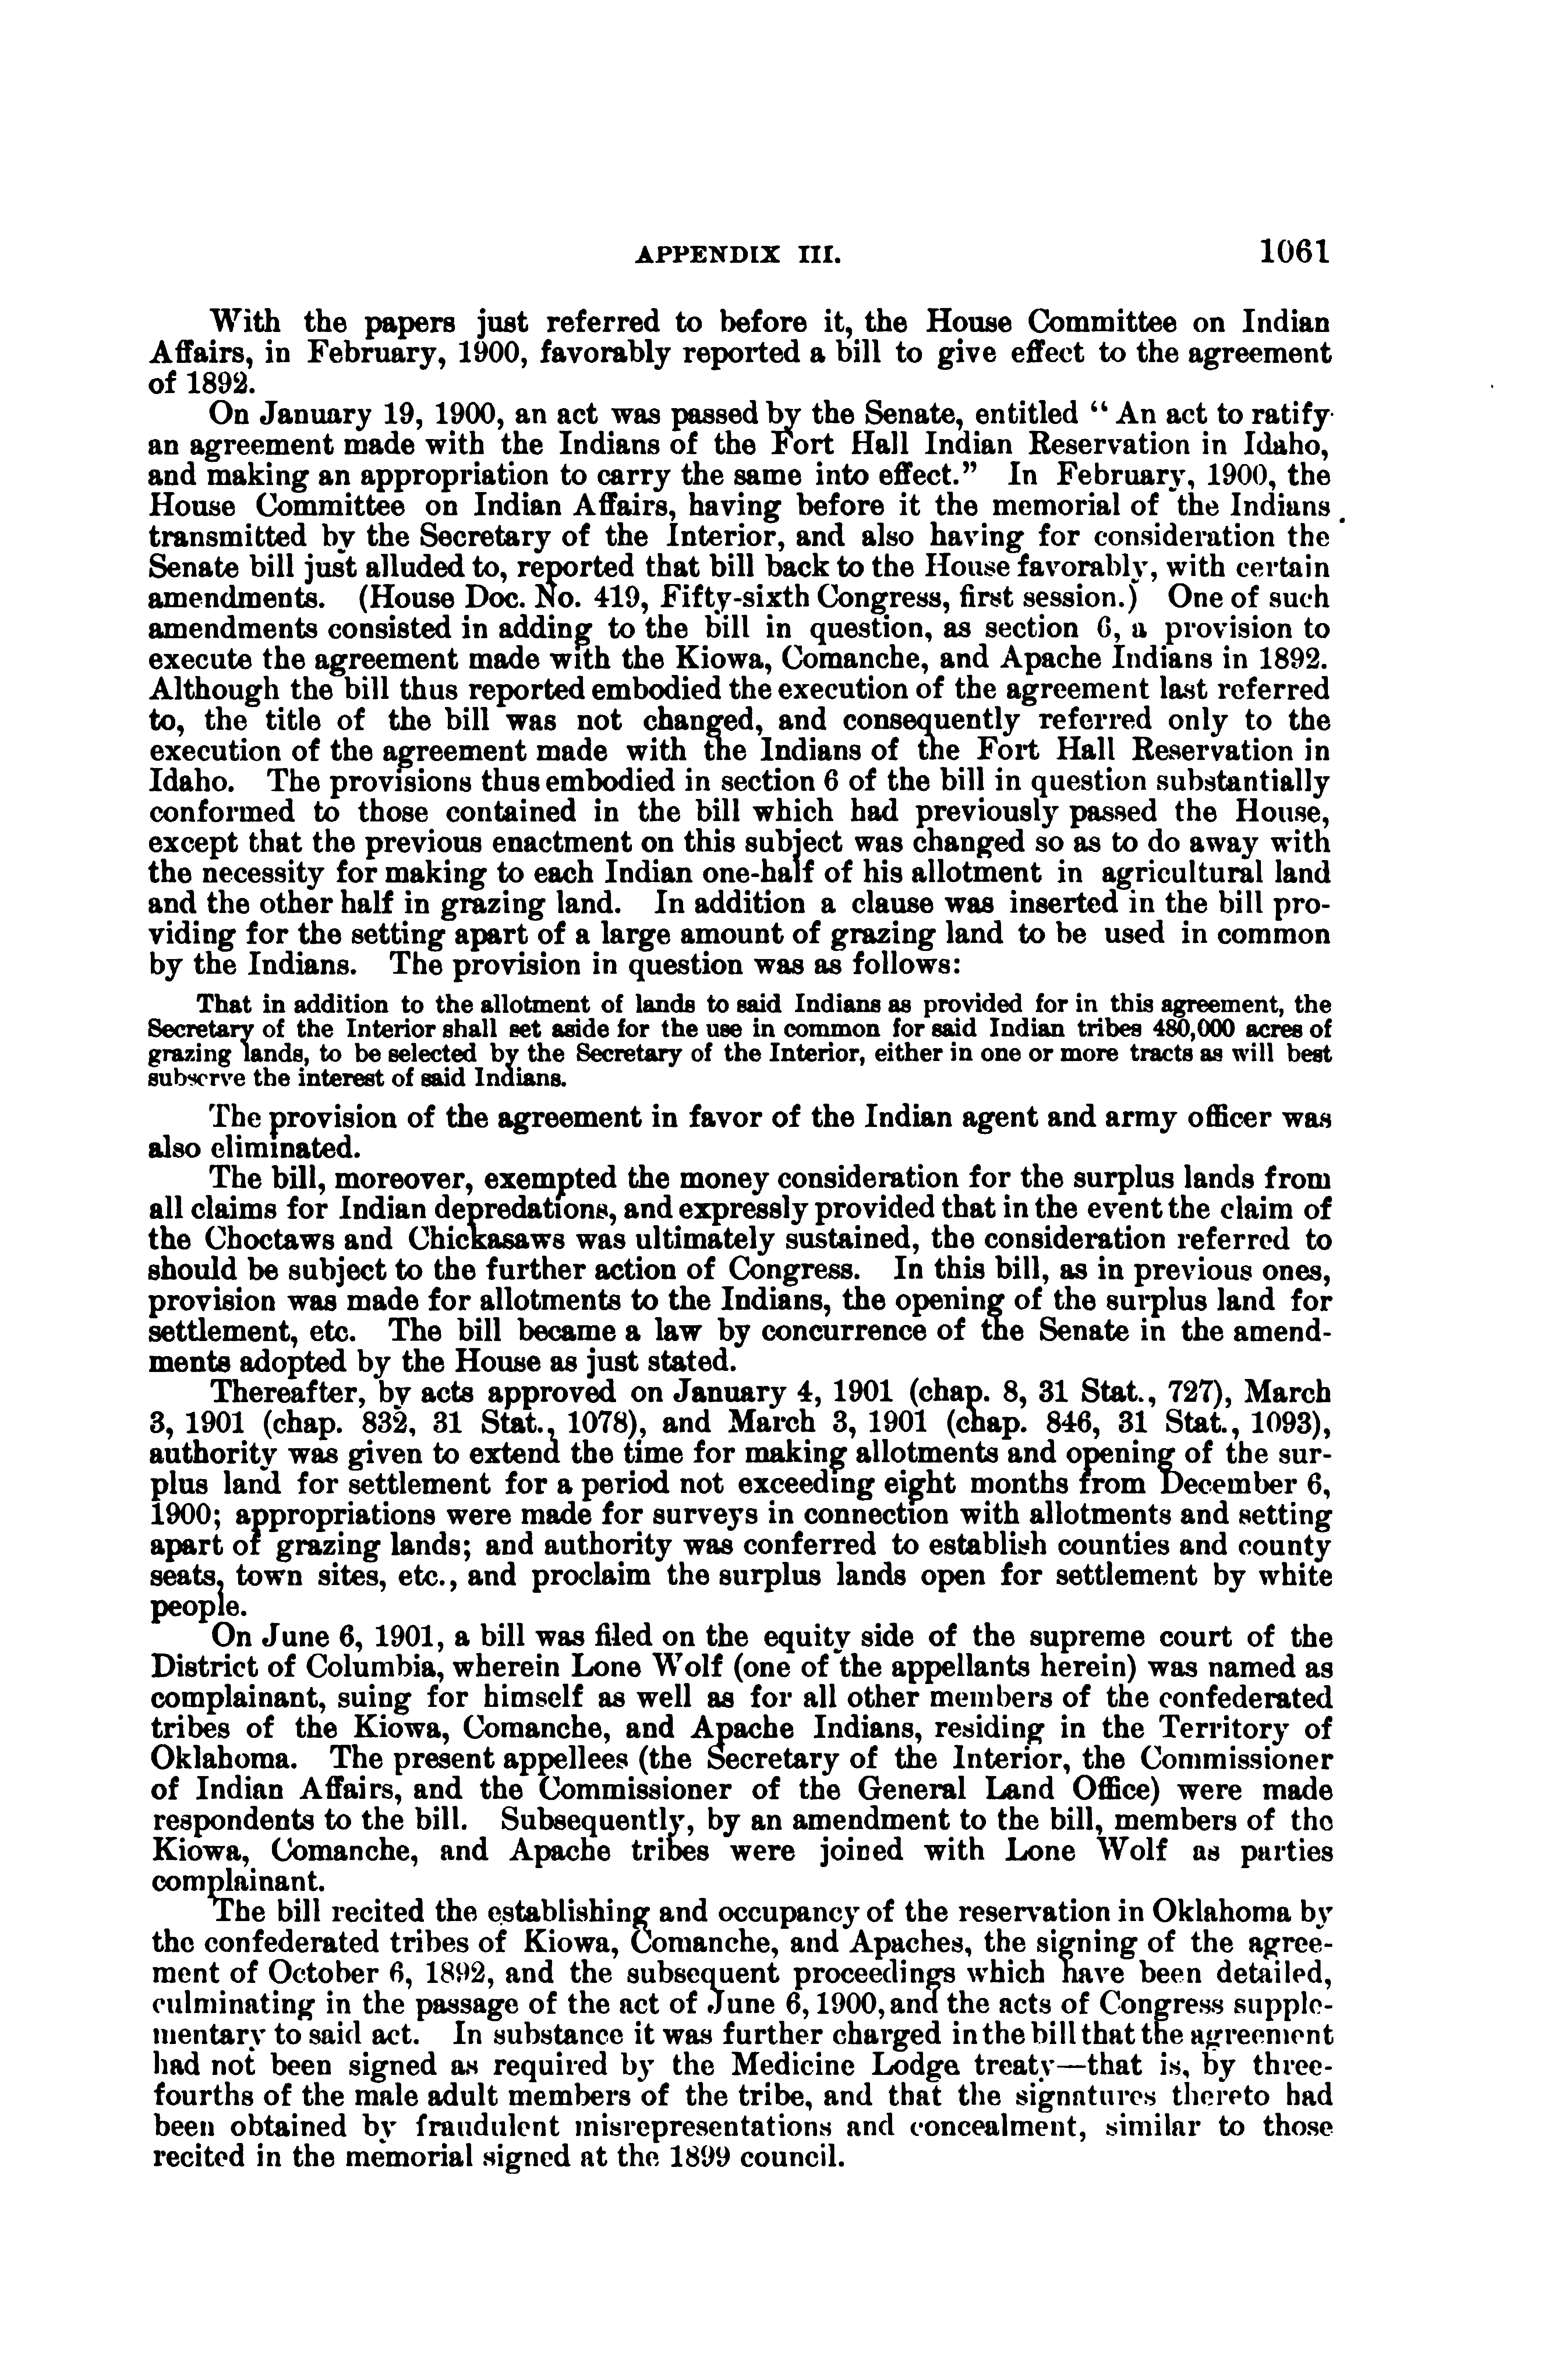 APPENDIX III. 1061
With the papers just referred to before it, the House Committee on Indian
Affairs, in February, 1900, favorably reported a bill to give effect to the agreement
of 1892.
On January 19, 1900, an act was passed by the Senate, entitled “ An act to ratify
an agreement made with the Indians of the Fort Hall Indian Reservation in Idaho,
and making an appropriation to carry the same into effect.” In February, 1900, the
House Committee on Indian Affairs, having before it the memorial of the Indians
transmitted by the Secretary of the Interior, and also having for consideration the
Senate bill just alluded to, reported that bill back to the House favorably, with certain
amendments. (House Doc. No. 419, Fifty-sixth Congress, first session.) One of such
amendments consisted in adding to the bill in question, as section 6, a provision to
execute the agreement made with the Kiowa, Comanche, and Apache Indians in 1892.
Although the bill thus reported embodied the execution of the agreement last referred
to, the title of the bill was not changed, and consequently referred only to the
execution of the agreement made with the Indians of the Fort Hall Reservation in
Idaho. The provisions thus embodied in section 6 of the bill in question substantially
conformed to those contained in the bill which had previously passed the House,
except that the previous enactment on this subject was changed so as to do away with
the necessity for making to each Indian one-half of his allotment in agricultural land
and the other half in grazing land. In addition a clause was inserted in the bill pro-
viding for the setting apart of a large amount of grazing land to be used in common
by the Indians. The provision in question was as follows:
That in addition to the allotment of lands to said Indians as provided for in this agreement, the
Secretary of the Interior shall set aside for the use in common for said Indian tribes 480,000 acres of
grazing lands, to be selected by the Secretary of the Interior, either in one or more tracts as will best
subserve the interest of said Indians.
The provision of the agreement in favor of the Indian agent and army officer was
also eliminated.
The bill, moreover, exempted the money consideration for the surplus lands from
all claims for Indian depredations, and expressly provided that in the event the claim of
the Choctaws and Chickasaws was ultimately sustained, the consideration referred to
should be subject to the further action of Congress. In this bill, as in previous ones,
provision was made for allotments to the Indians, the opening of the surplus land for
settlement, etc. The bill became a law by concurrence of the Senate in the amend-
ments adopted by the House as just stated.
Thereafter, by acts approved on January 4, 1901 (chap. 8, 31 Stat., 727), March
3, 1901 (chap. 832, 31 Stat., 1078), and March 3, 1901 (chap. 846, 31 Stat., 1093),
authority was given to extend the time for making allotments and opening of the sur-
plus land for settlement for a period not exceeding eight months from December 6,
1900; appropriations were made for surveys in connection with allotments and setting
apart of grazing lands; and authority was conferred to establish counties and county
seats, town sites, etc., and proclaim the surplus lands open for settlement by white
people.
On June 6, 1901, a bill was filed on the equity side of the supreme court of the
District of Columbia, wherein Lone Wolf (one of the appellants herein) was named as
complainant, suing for himself as well as for all other members of the confederated
tribes of the Kiowa, Comanche, and Apache Indians, residing in the Territory of
Oklahoma. The present appellees (the Secretary of the Interior, the Commissioner
of Indian Affairs, and the Commissioner of the General Land Office) were made
respondents to the bill. Subsequently, by an amendment to the bill, members of the
Kiowa, Comanche, and Apache tribes were joined with Lone Wolf as parties
complainant.
The bill recited the establishing and occupancy of the reservation in Oklahoma by
the confederated tribes of Kiowa, Comanche, and Apaches, the signing of the agree-
ment of October 6, 1892, and the subsequent proceedings which have been detailed,
culminating in the passage of the act of June 6, 1900, and the acts of Congress supple-
mentary to said act. In substance it was further charged in the bill that the agreement
had not been signed as required by the Medicine Lodge treaty—that is, by three-
fourths of the male adult members of the tribe, and that the signatures thereto had
been obtained by fraudulent misrepresentations and concealment, similar to those
recited in the memorial signed at the 1899 council.